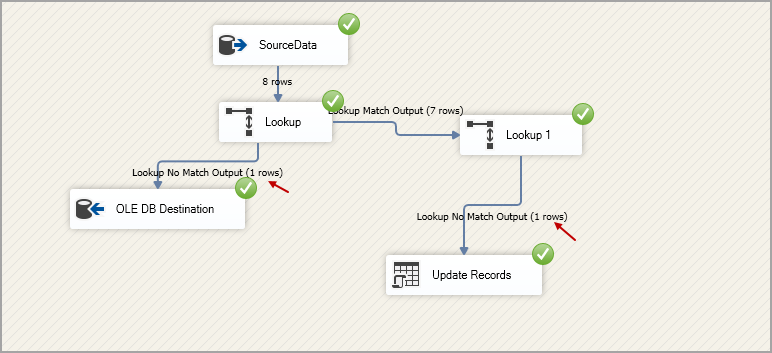 SourceData
8 rows
Lookup
Lookup Match Output (7 rows)
Lookup 1
Lookup No Match Output (1 rows)
OLE DB Destination
Lookup No Match Output (1 rows)
Update Records